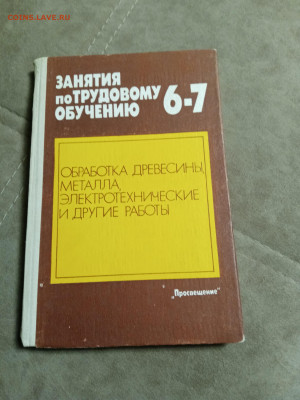 COINS.LAVE.RU
ЗАНЯТИЯ
по ТРУДОВОМУ 6-7
ОБУЧЕНИЮ
ОБРАБОТКА ДРЕВЕСИНЫ,
МЕТАЛЛА,
ЭЛЕКТРОТЕХНИЧЕСКИЕ
И ДРУГИЕ РАБОТЫ
„Просвещение"